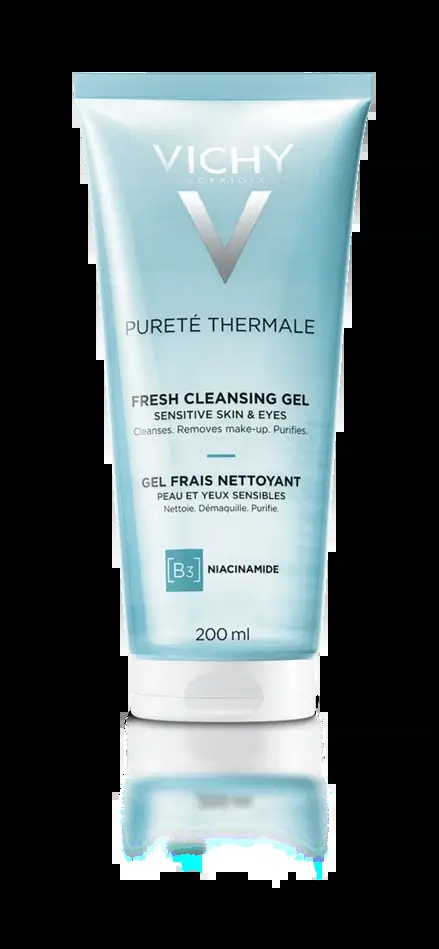 VICHY
LABORATOIRES
V
PURETÉ THERMALE
FRESH CLEANSING GEL
SENSITIVE SKIN & EYES
Cleanses. Removes make-up. Purifies.
GEL FRAIS NETTOYANT
PEAU ET YEUX SENSIBLES
Nettoie. Démaquille. Purifie.
[B3] NIACINAMIDE
200 ml